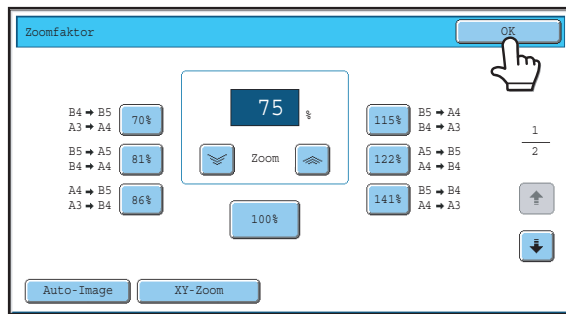 Zoomfaktor
OK
B4 → B5
A3 → A4
70%
B5 → A5
B4 → A4
81%
A4 → B5
A3 → B4
86%
75 %
Zoom
100%
115%
B5 → A4
B4 → A3
122%
A5 → B5
A4 → B4
141%
B5 → B4
A4 → A3
1
2
Auto-Image
XY-Zoom